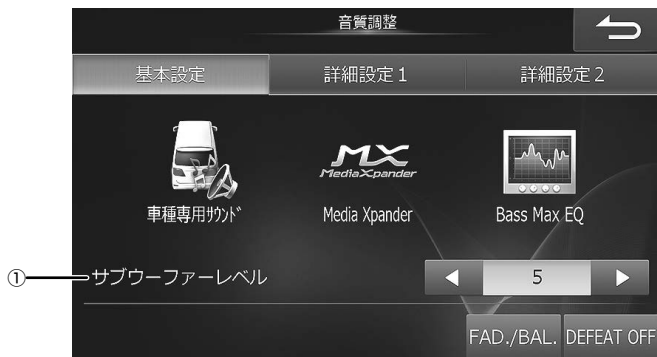 音質調整
基本設定
詳細設定1
詳細設定2
MX
MediaXpander
車種専用ｻｳﾝﾄﾞ
Media Xpander
Bass Max EQ
①
サブウーファーレベル
5
FAD./BAL.
DEFEAT OFF